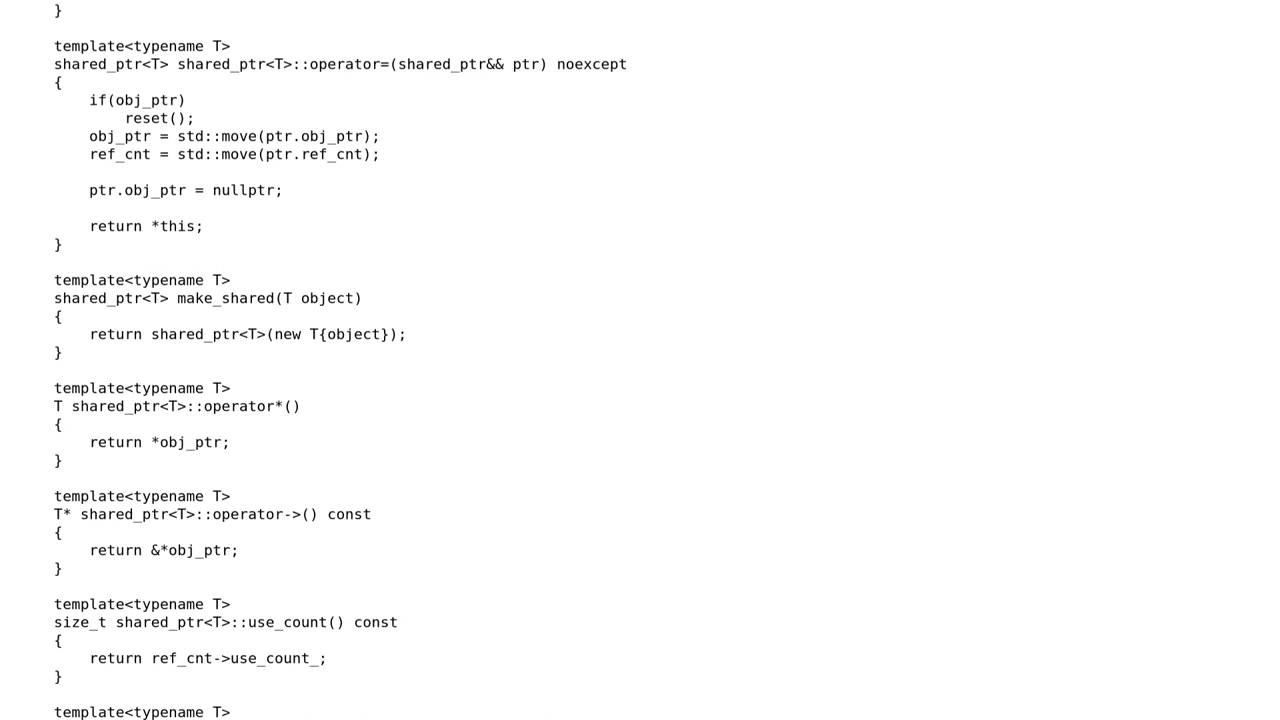 }
template<typename T>
shared_ptr<T> shared_ptr<T>::operator=(shared_ptr&& ptr) noexcept
{
    if(obj_ptr)
        reset();
    obj_ptr = std::move(ptr.obj_ptr);
    ref_cnt = std::move(ptr.ref_cnt);

    ptr.obj_ptr = nullptr;

    return *this;
}

template<typename T>
shared_ptr<T> make_shared(T object)
{
    return shared_ptr<T>(new T{object});
}

template<typename T>
T shared_ptr<T>::operator*()
{
    return *obj_ptr;
}

template<typename T>
T* shared_ptr<T>::operator->() const
{
    return &*obj_ptr;
}

template<typename T>
size_t shared_ptr<T>::use_count() const
{
    return ref_cnt->use_count_;
}

template<typename T>